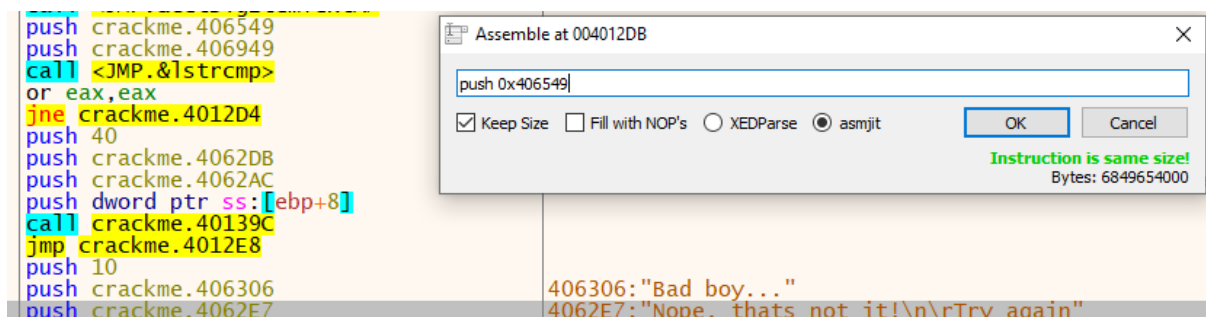 push crackme.406549
push crackme.406949
call <JMP.&lstrcmp>
or eax,eax
jne crackme.4012D4
push 40
push crackme.4062DB
push crackme.4062AC
push dword ptr ss:[ebp+8]
call crackme.40139C
jmp crackme.4012E8
push 10
push crackme.406306 406306:"Bad boy..."
push crackme.4062E7 4062E7:"Nope, thats not it!\n\rTry again"
Assemble at 004012DB
push 0x406549
Keep Size Fill with NOP's XEDParse asmjit OK Cancel
Instruction is same size!
Bytes: 6849654000